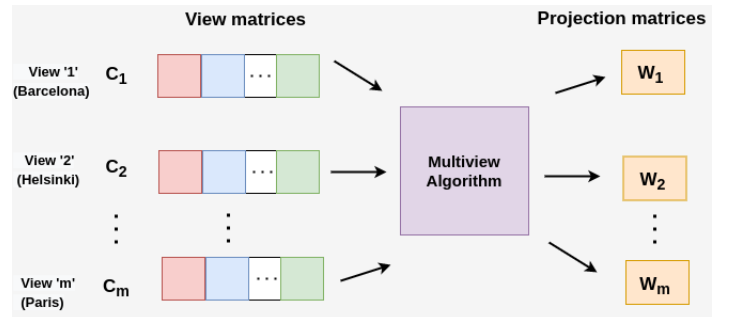 View matrices
Projection matrices
View '1'
(Barcelona)
C1
...
W1
View '2'
(Helsinki)
C2
...
Multiview
Algorithm
W2
View 'm'
(Paris)
Cm
...
Wm